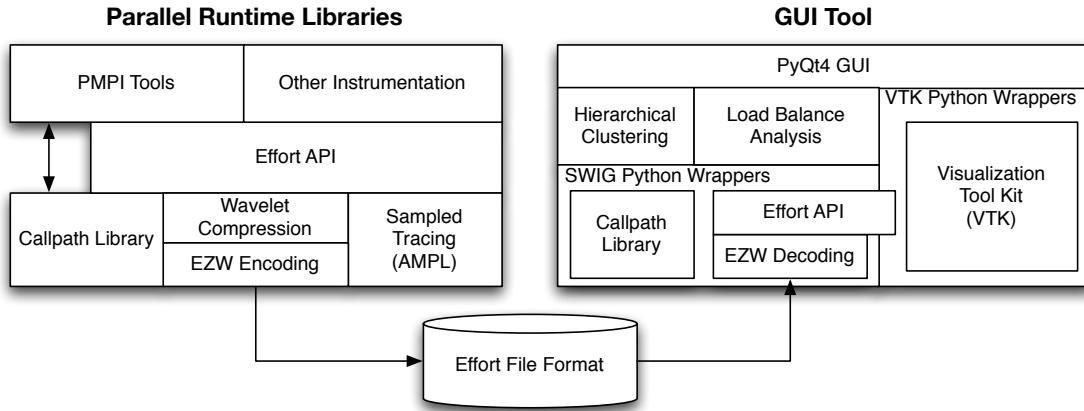 Parallel Runtime Libraries
PMPI Tools
Other Instrumentation
Effort API
Callpath Library
Wavelet
Compression
EZW Encoding
Sampled
Tracing
(AMPL)
GUI Tool
PyQt4 GUI
Hierarchical
Clustering
Load Balance
Analysis
VTK Python Wrappers
SWIG Python Wrappers
Callpath
Library
Effort API
EZW Decoding
Visualization
Tool Kit
(VTK)
Effort File Format